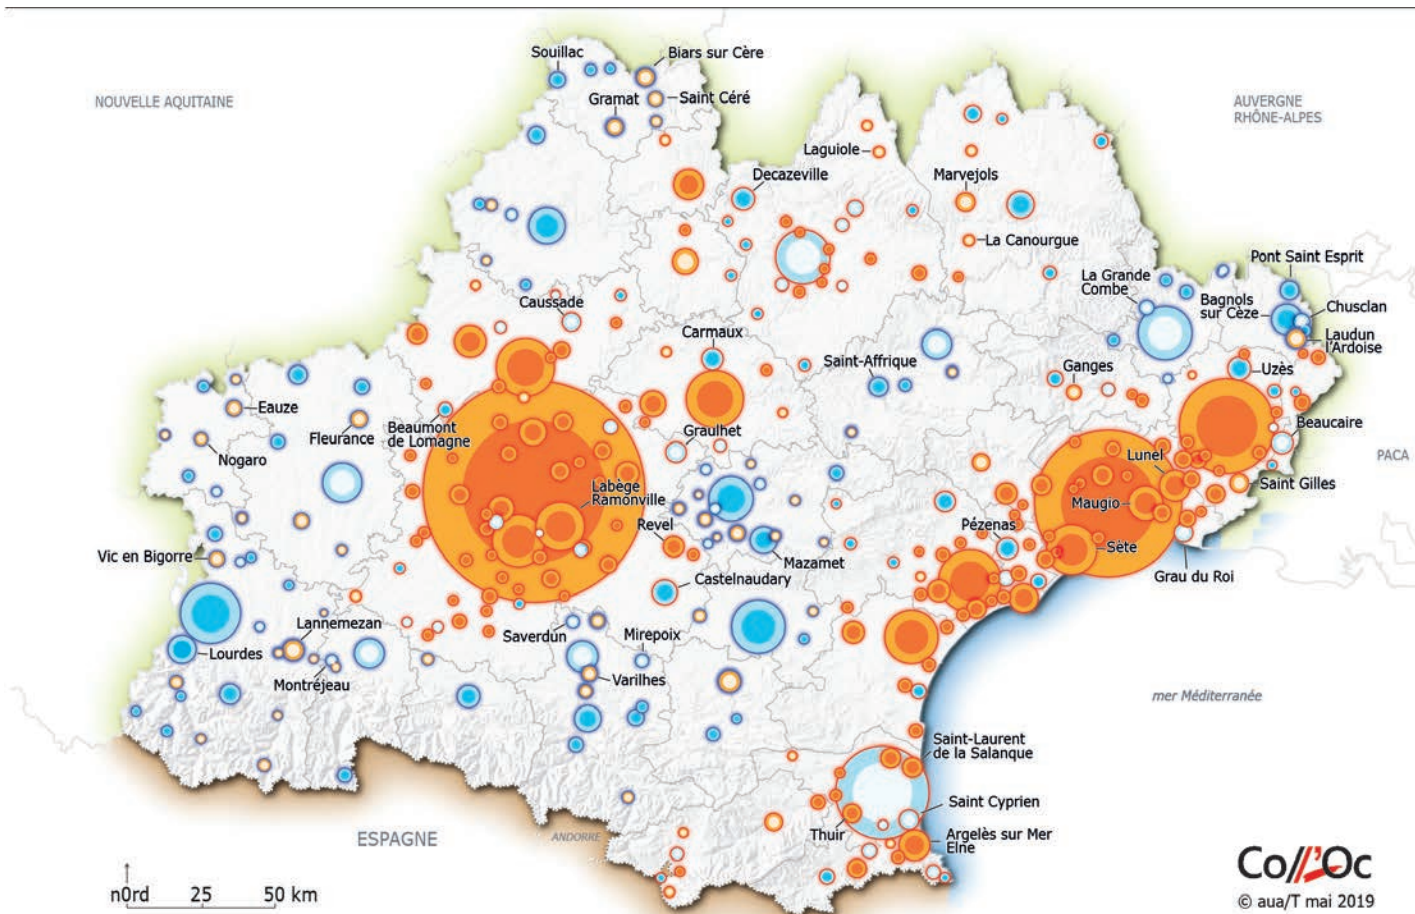 Souillac
Biars sur Cère
NOUVELLE AQUITAINE
Gramat
Saint Céré
AUVERGNE
RHÔNE-ALPES
Laguiole
Decazeville
Marvejols
La Canourgue
Pont Saint Esprit
La Grande
Combe
Bagnols
sur Cèze
Chusclan
Laudun
l'Ardoise
Caussade
Carmaux
Saint-Affrique
Ganges
Uzès
Eauze
Fleurance
Beaumont
de Lomagne
Graulhet
Beaucaire
Nogaro
Lunel
PACA
Labège
Ramonville
Saint Gilles
Maugio
Revel
Pézenas
Sète
Vic en Bigorre
Mazamet
Grau du Roi
Castelnaudary
Lannemezan
Saverdun
Mirepoix
Lourdes
Montréjeau
Varilhes
mer Méditerranée
Saint-Laurent
de la Salanque
Saint Cyprien
Thuir
ESPAGNE
ANDORRE
Argelès sur Mer
Elne
Co//'Oc
nOrd 25 50 km
© aua/T mai 2019